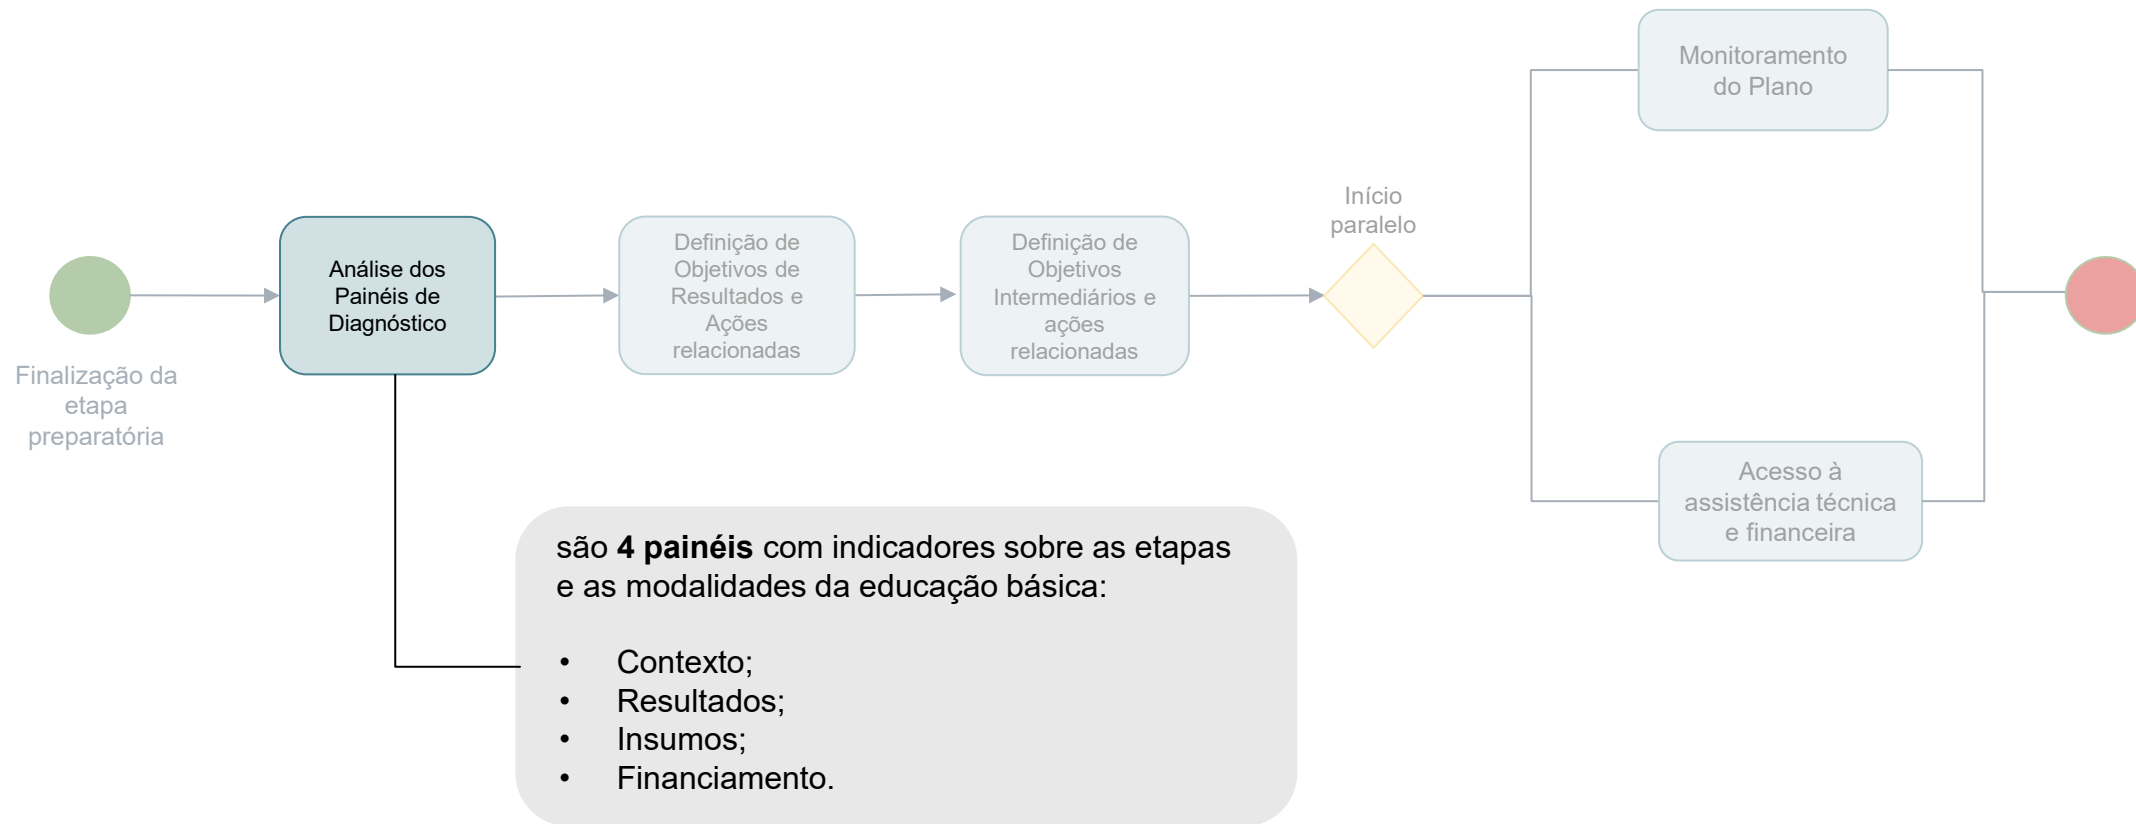 Finalização da
etapa
preparatória
Análise dos
Painéis de
Diagnóstico
Definição de
Objetivos de
Resultados e
Ações
relacionadas
Definição de
Objetivos
Intermediários e
ações
relacionadas
Início
paralelo
Monitoramento
do Plano
Acesso à
assistência técnica
e financeira
são 4 painéis com indicadores sobre as etapas
e as modalidades da educação básica:
• Contexto;
• Resultados;
• Insumos;
• Financiamento.